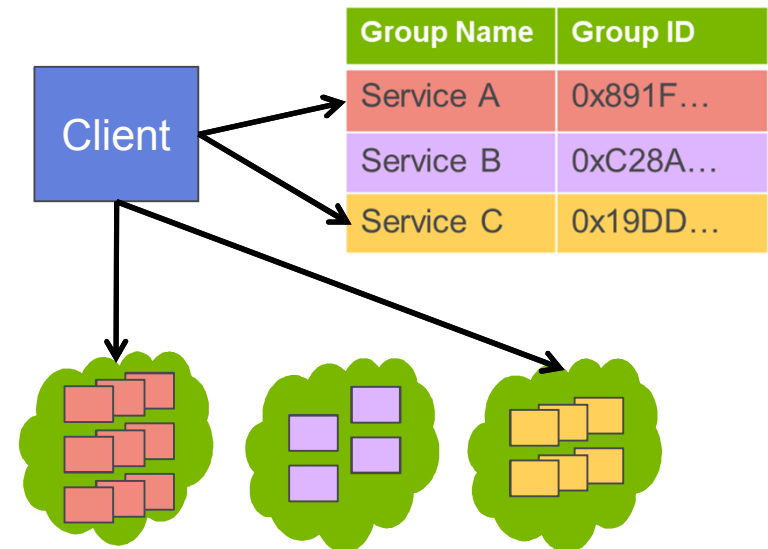 Group Name Group ID
Client
Service A 0x891F…
Service B 0xC28A…
Service C 0x19DD…